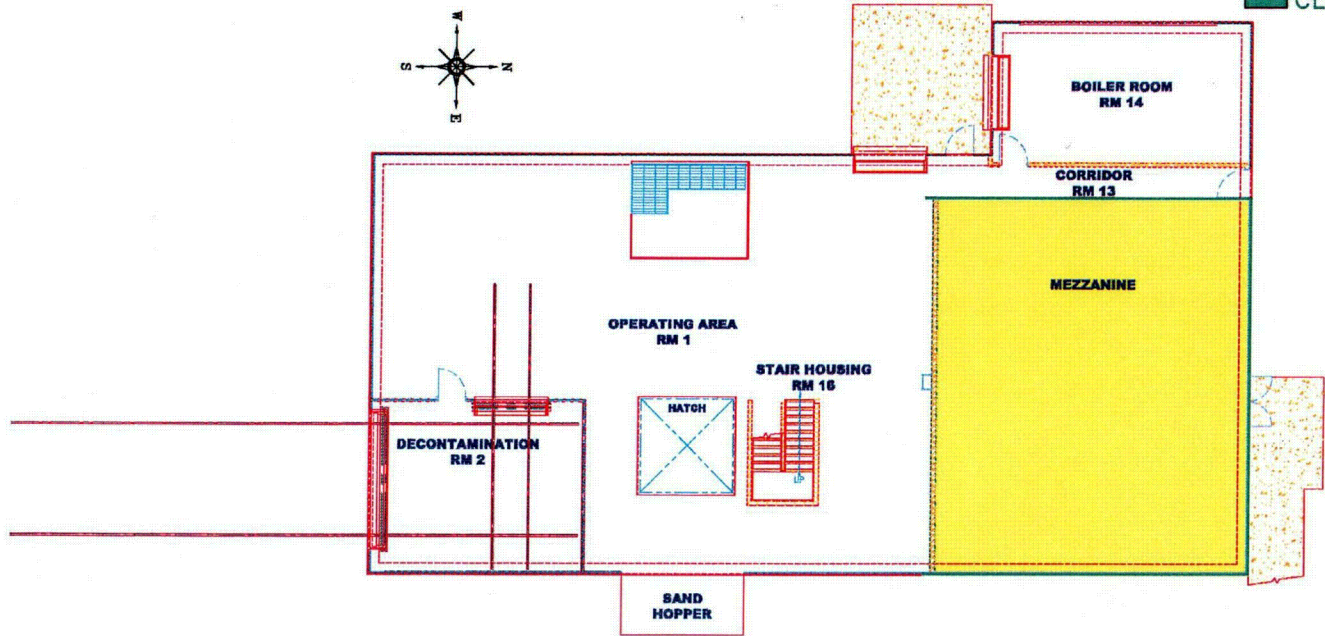 CL
W
S
N
E
BOILER ROOM
RM 14
CORRIDOR
RM 13
MEZZANINE
OPERATING AREA
RM 1
STAIR HOUSING
RM 16
HATCH
DECONTAMINATION
RM 2
SAND
HOPPER